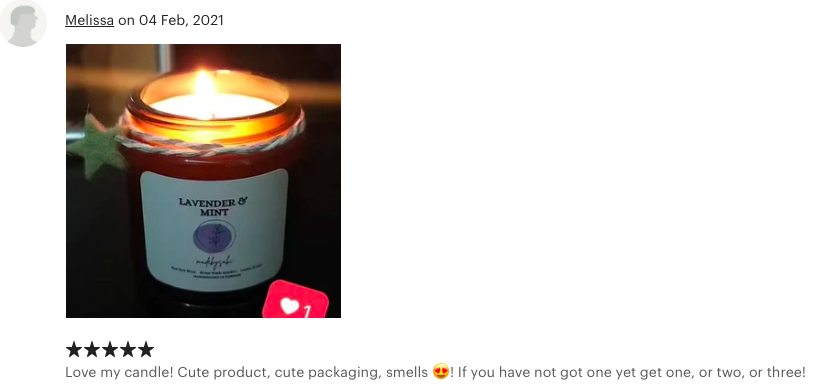 Melissa on 04 Feb, 2021
LAVENDER &
MINT
madebysabi
1
★★★★★
Love my candle! Cute product, cute packaging, smells 😍! If you have not got one yet get one, or two, or three!